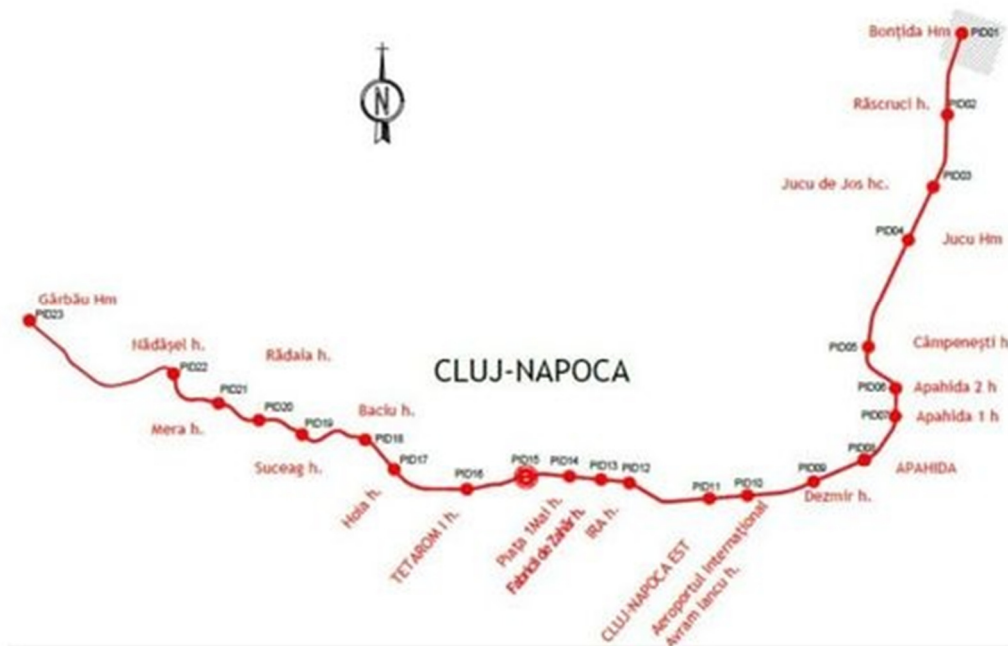 Bonțida Hm
PID01
N
Răscruci h.
PID02
Jucu de Jos hc.
PID03
PID04
Jucu Hm
Gârbău Hm
PID23
Nădășel h.
PID22
Rădaia h.
PID05
Câmpenești h
CLUJ-NAPOCA
PID06
Apahida 2 h
PID21
PID20
Baciu h.
PID07
Apahida 1 h
Mera h.
PID19
PID18
PID08
Suceag h.
PID17
PID16
PID15
PID14
PID13
PID12
PID11
PID10
PID09
APAHIDA
Dezmir h.
Hoia h.
TETAROM I h.
Piața 1Mai h.
Fabricii de Zahăr h.
IRA h.
CLUJ-NAPOCA EST
Aeroportul Internațional
Avram Iancu h.